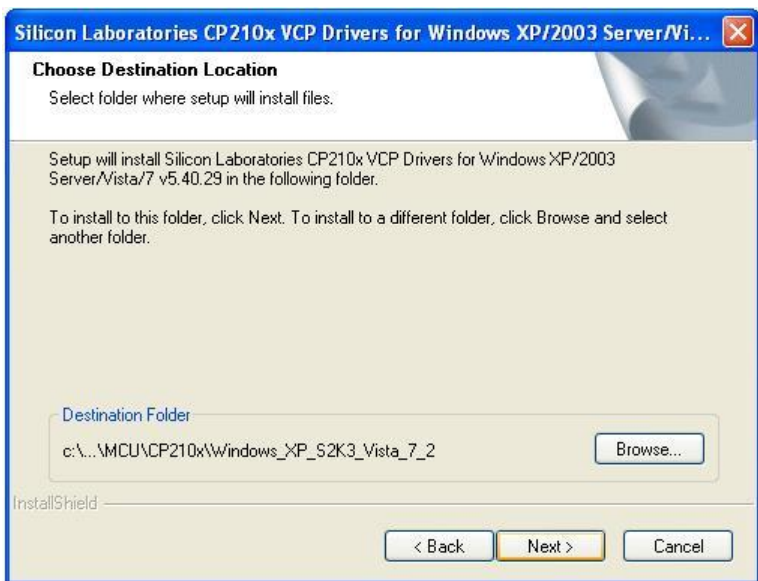 Silicon Laboratories CP210x VCP Drivers for Windows XP/2003 Server/Vi...
Choose Destination Location
Select folder where setup will install files.
Setup will install Silicon Laboratories CP210x VCP Drivers for Windows XP/2003
Server/Vista/7 v5.40.29 in the following folder.
To install to this folder, click Next. To install to a different folder, click Browse and select
another folder.
Destination Folder
c:\...\MCU\CP210x\Windows_XP_S2K3_Vista_7_2
Browse...
InstallShield
< Back
Next >
Cancel